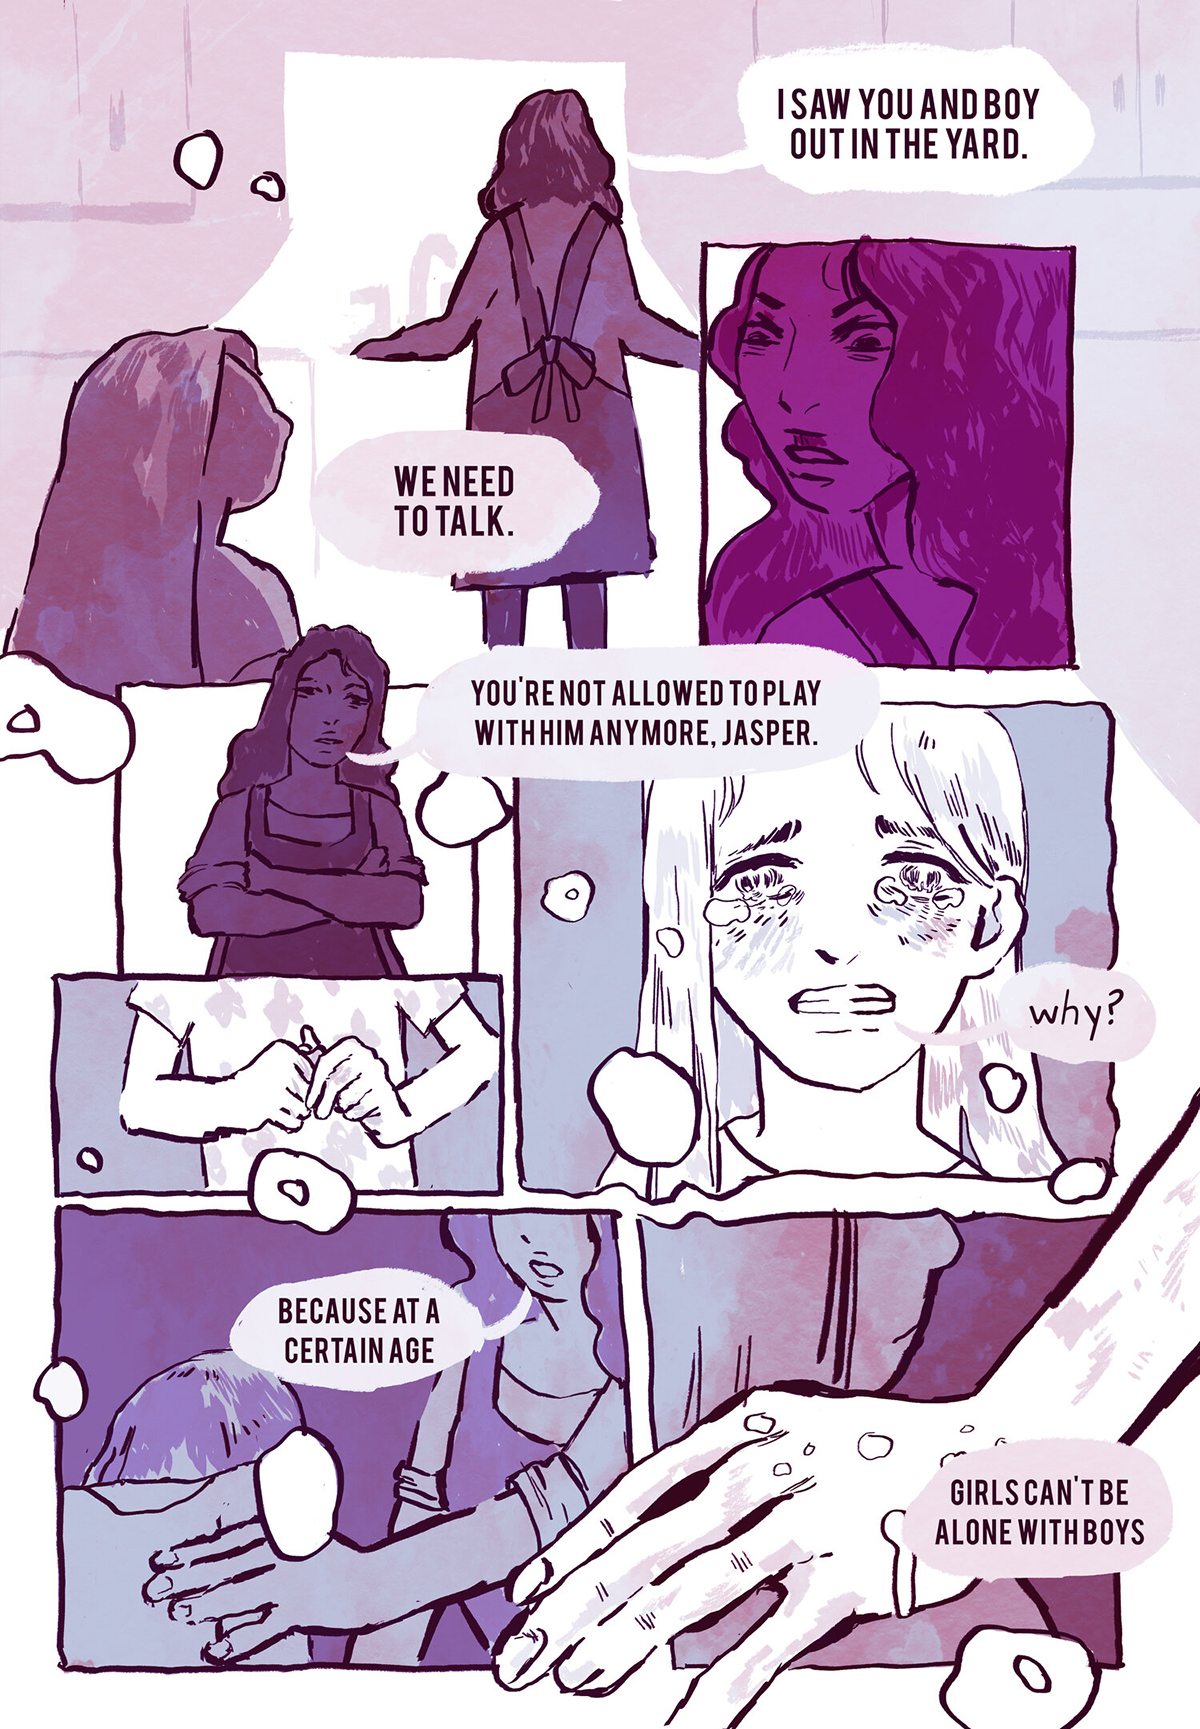 I SAW YOU AND BOY
OUT IN THE YARD.
WE NEED
TO TALK.
YOU'RE NOT ALLOWED TO PLAY
WITH HIM ANYMORE, JASPER.
why?
BECAUSE AT A
CERTAIN AGE
GIRLS CAN'T BE
ALONE WITH BOYS